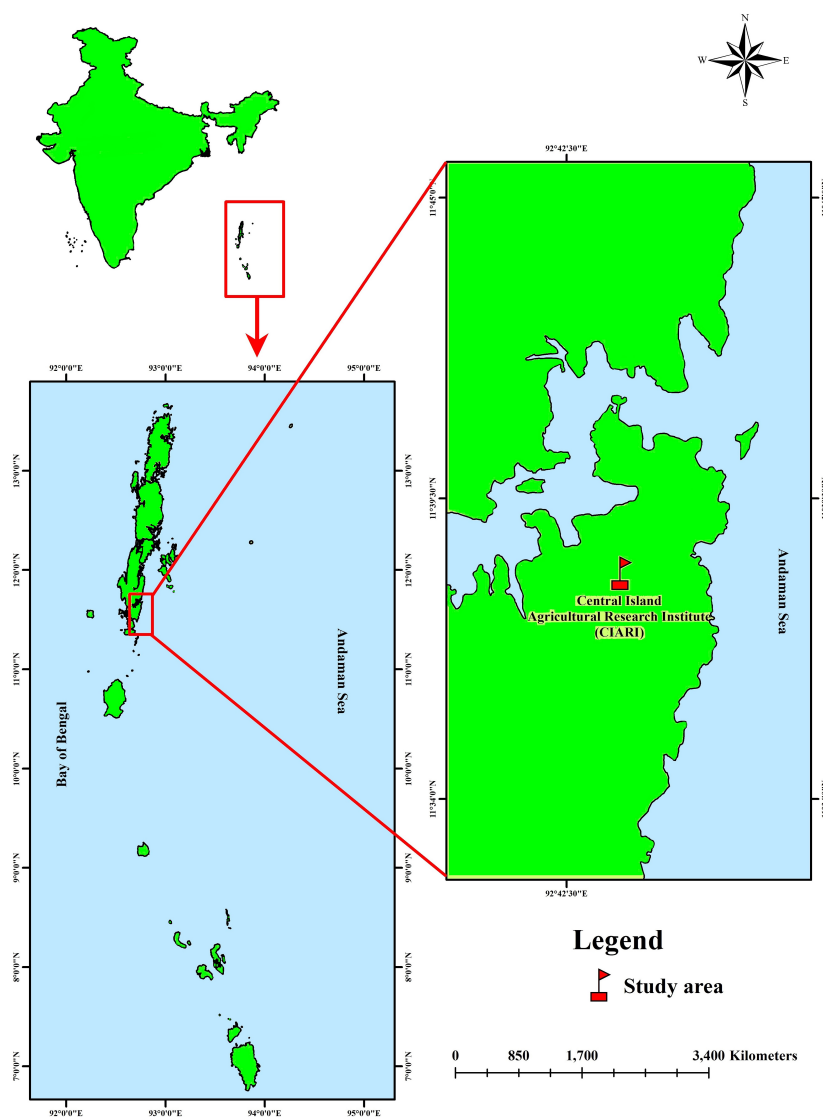 N
W E
S
92°42'30"E
11°45'0"N
11°39'30"N
Andaman Sea
Central Island
Agricultural Research Institute
(CIARI)
11°34'0"N
92°42'30"E
92°0'0"E 93°0'0"E 94°0'0"E 95°0'0"E
13°0'0"N 13°0'0"N
12°0'0"N 12°0'0"N
11°0'0"N 11°0'0"N
Andaman Sea
Bay of Bengal
10°0'0"N 10°0'0"N
9°0'0"N 9°0'0"N
8°0'0"N 8°0'0"N
7°0'0"N 7°0'0"N
92°0'0"E 93°0'0"E 94°0'0"E 95°0'0"E
Legend
Study area
0 850 1,700 3,400 Kilometers